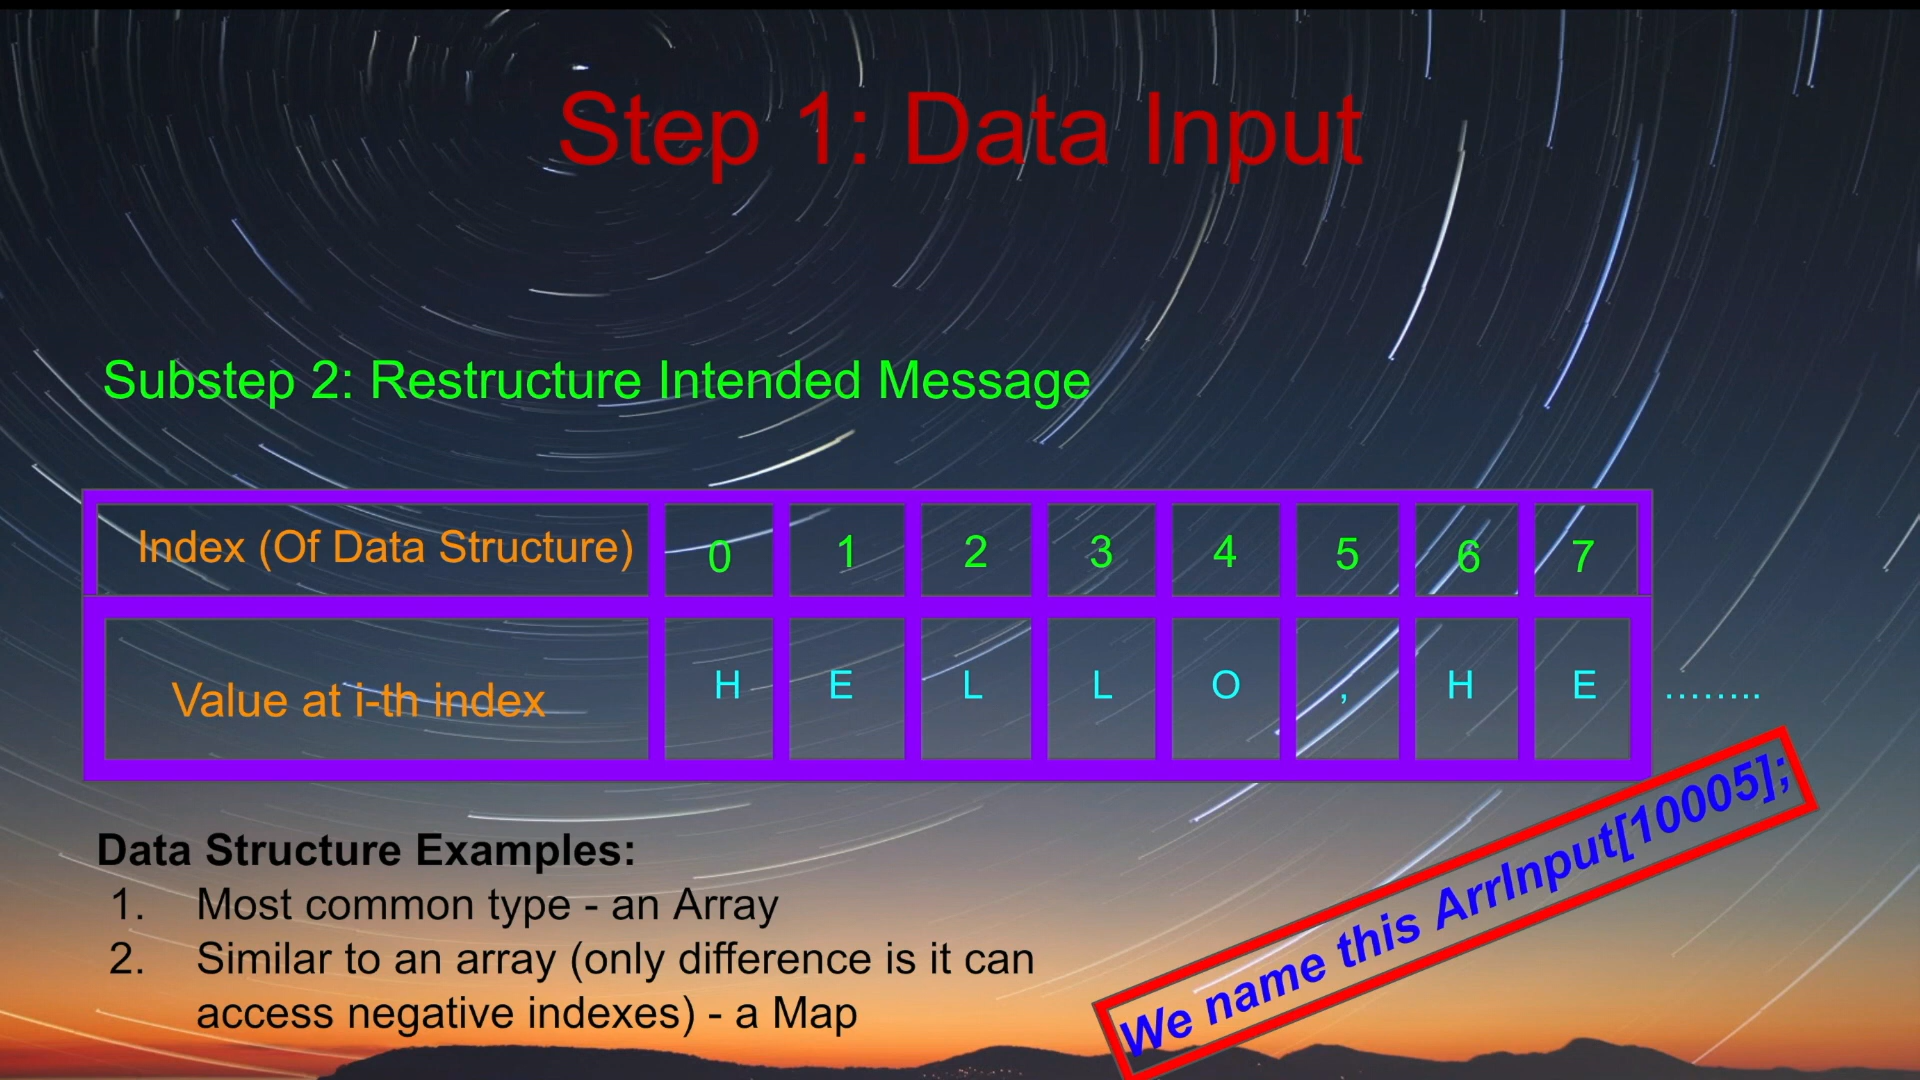 Step 1: Data Input
Substep 2: Restructure Intended Message
Index (Of Data Structure) 0 1 2 3 4 5 6 7
Value at i-th index H E L L O , H E ........
We name this ArrInput[10005];
Data Structure Examples:
1. Most common type - an Array
2. Similar to an array (only difference is it can
access negative indexes) - a Map